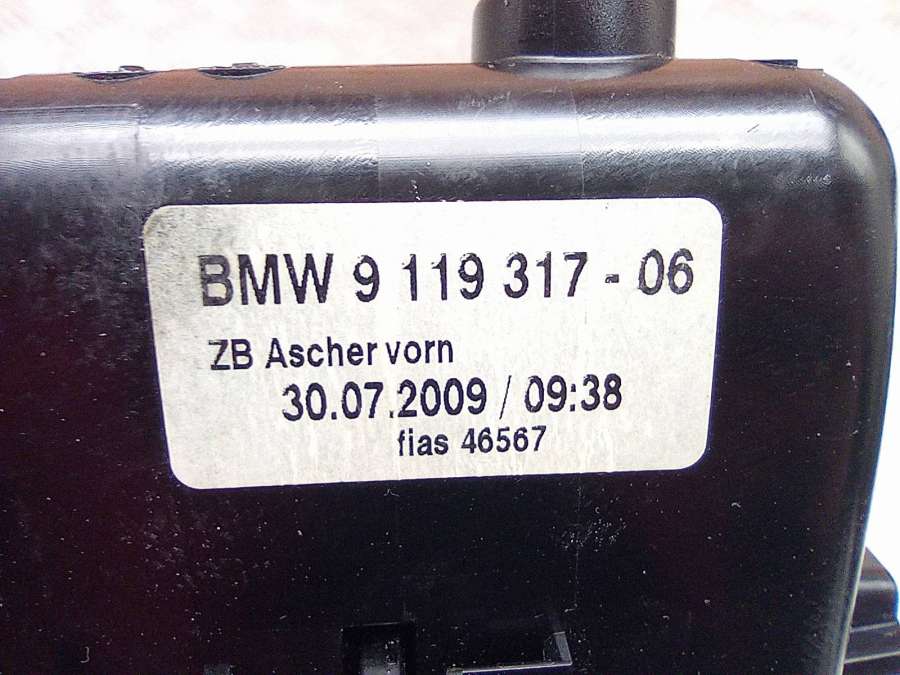 BMW 9 119 317 - 06
ZB Ascher vorn
30.07.2009 / 09:38
fias 46567